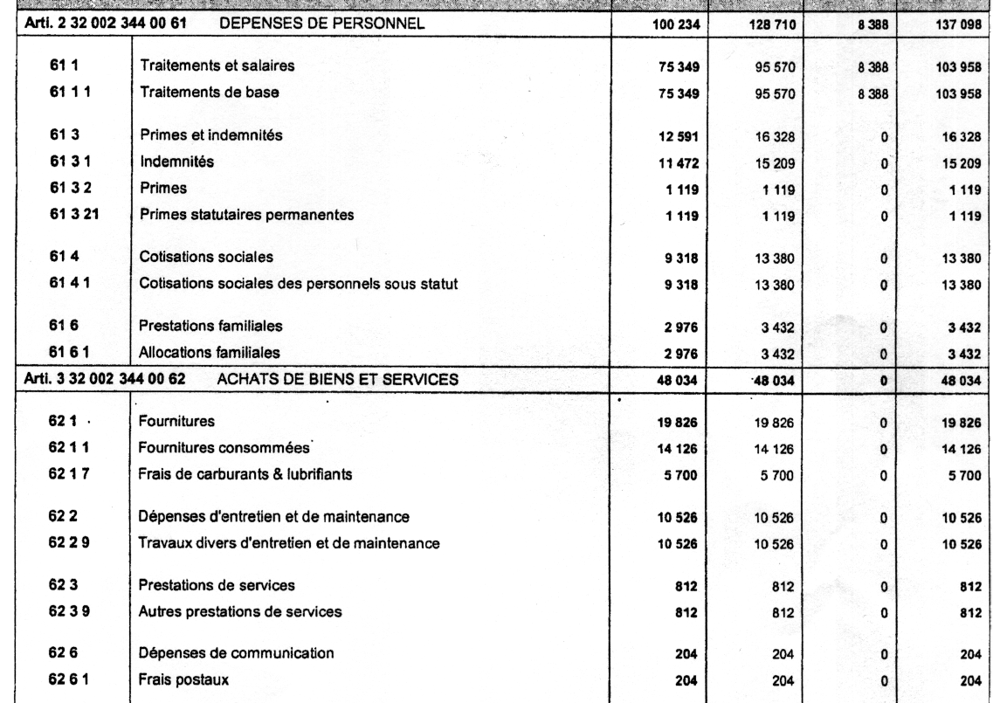 Arti. 2 32 002 344 00 61 DEPENSES DE PERSONNEL 100 234 128 710 8 388 137 098
61 1 Traitements et salaires 75 349 95 570 8 388 103 958
61 1 1 Traitements de base 75 349 95 570 8 388 103 958
61 3 Primes et indemnités 12 591 16 328 0 16 328
61 3 1 Indemnités 11 472 15 209 0 15 209
61 3 2 Primes 1 119 1 119 0 1 119
61 3 21 Primes statutaires permanentes 1 119 1 119 0 1 119
61 4 Cotisations sociales 9 318 13 380 0 13 380
61 4 1 Cotisations sociales des personnels sous statut 9 318 13 380 0 13 380
61 6 Prestations familiales 2 976 3 432 0 3 432
61 6 1 Allocations familiales 2 976 3 432 0 3 432
Arti. 3 32 002 344 00 62 ACHATS DE BIENS ET SERVICES 48 034 48 034 0 48 034
62 1 Fournitures 19 826 19 826 0 19 826
62 1 1 Fournitures consommées 14 126 14 126 0 14 126
62 1 7 Frais de carburants & lubrifiants 5 700 5 700 0 5 700
62 2 Dépenses d'entretien et de maintenance 10 526 10 526 0 10 526
62 2 9 Travaux divers d'entretien et de maintenance 10 526 10 526 0 10 526
62 3 Prestations de services 812 812 0 812
62 3 9 Autres prestations de services 812 812 0 812
62 6 Dépenses de communication 204 204 0 204
62 6 1 Frais postaux 204 204 0 204